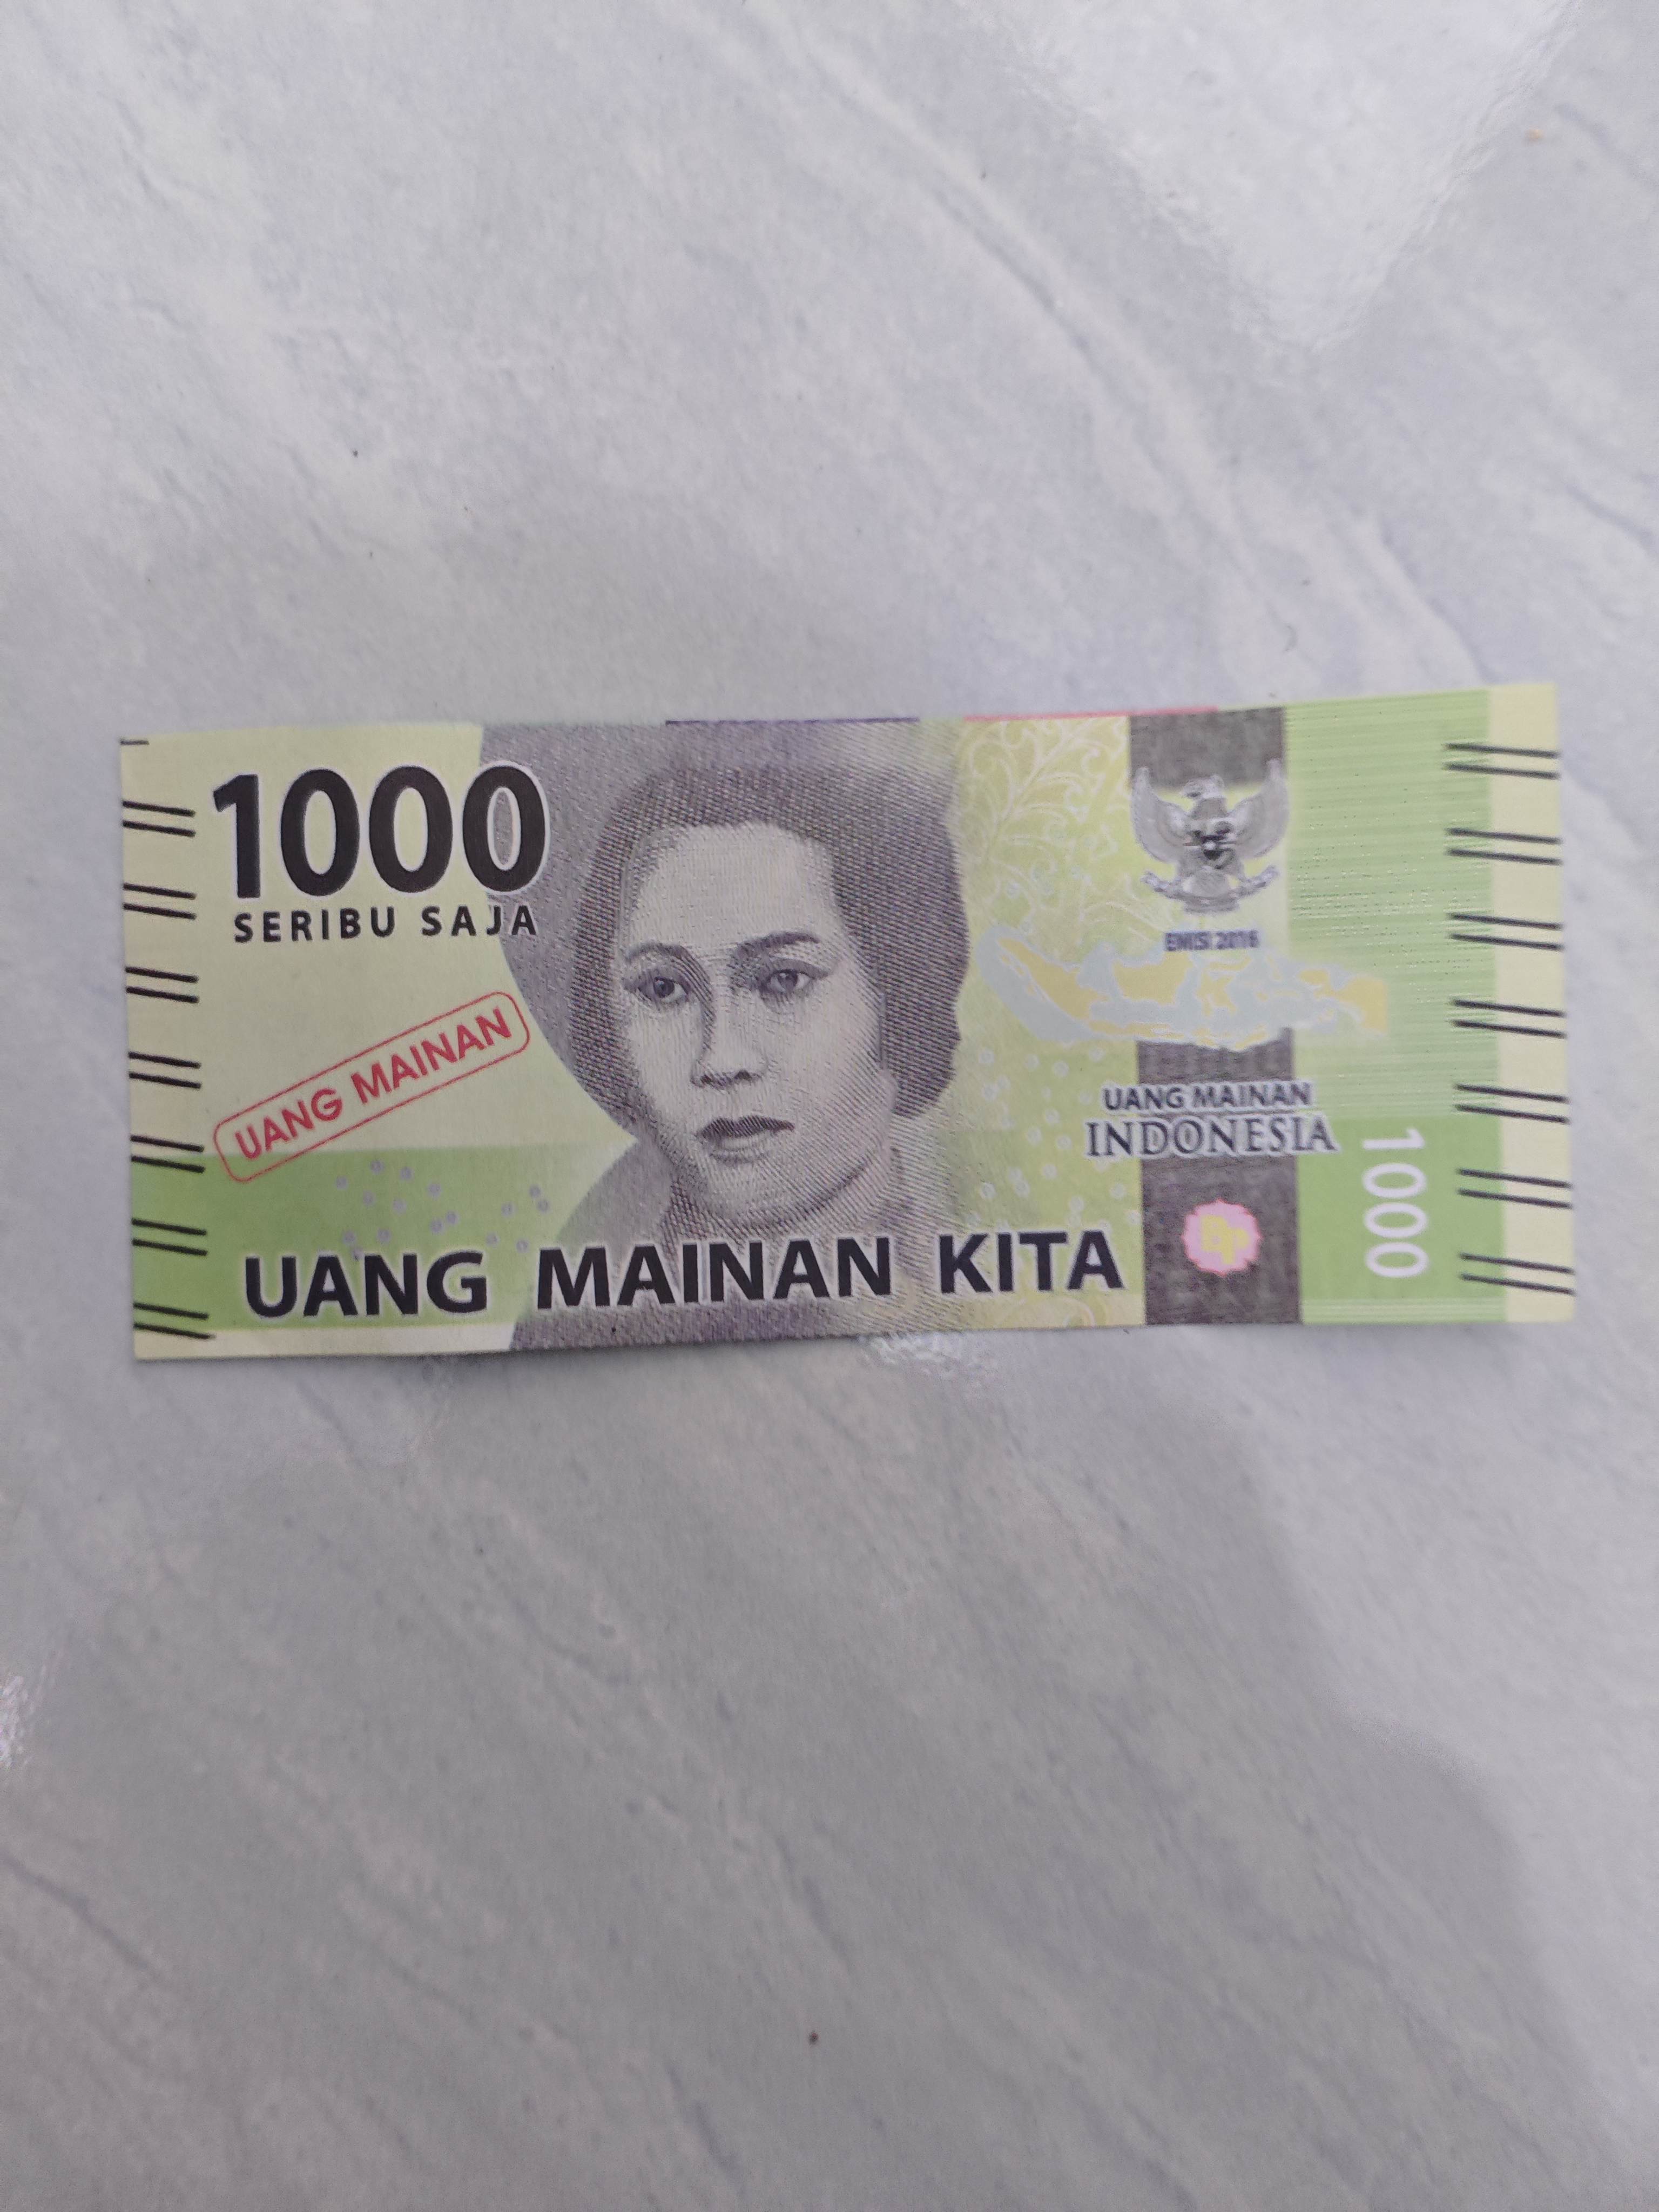 1000
SERIBU SAJA
UANG MAINAN
UANG MAINAN KITA
EMISI 2016
UANG MAINAN
INDONESIA
1000